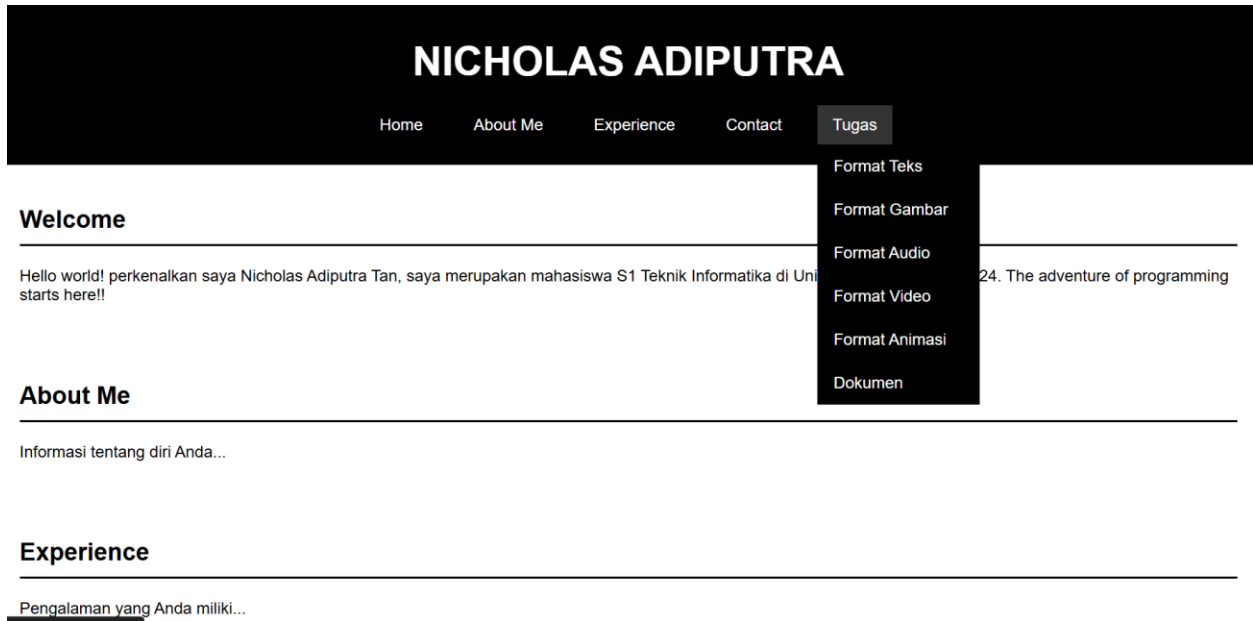 NICHOLAS ADIPUTRA
Home About Me Experience Contact Tugas
Format Teks
Format Gambar
Format Audio
Format Video
Format Animasi
Dokumen
Welcome
Hello world! perkenalkan saya Nicholas Adiputra Tan, saya merupakan mahasiswa S1 Teknik Informatika di 24. The adventure of programming
starts here!!
About Me
Informasi tentang diri Anda...
Experience
Pengalaman yang Anda miliki...